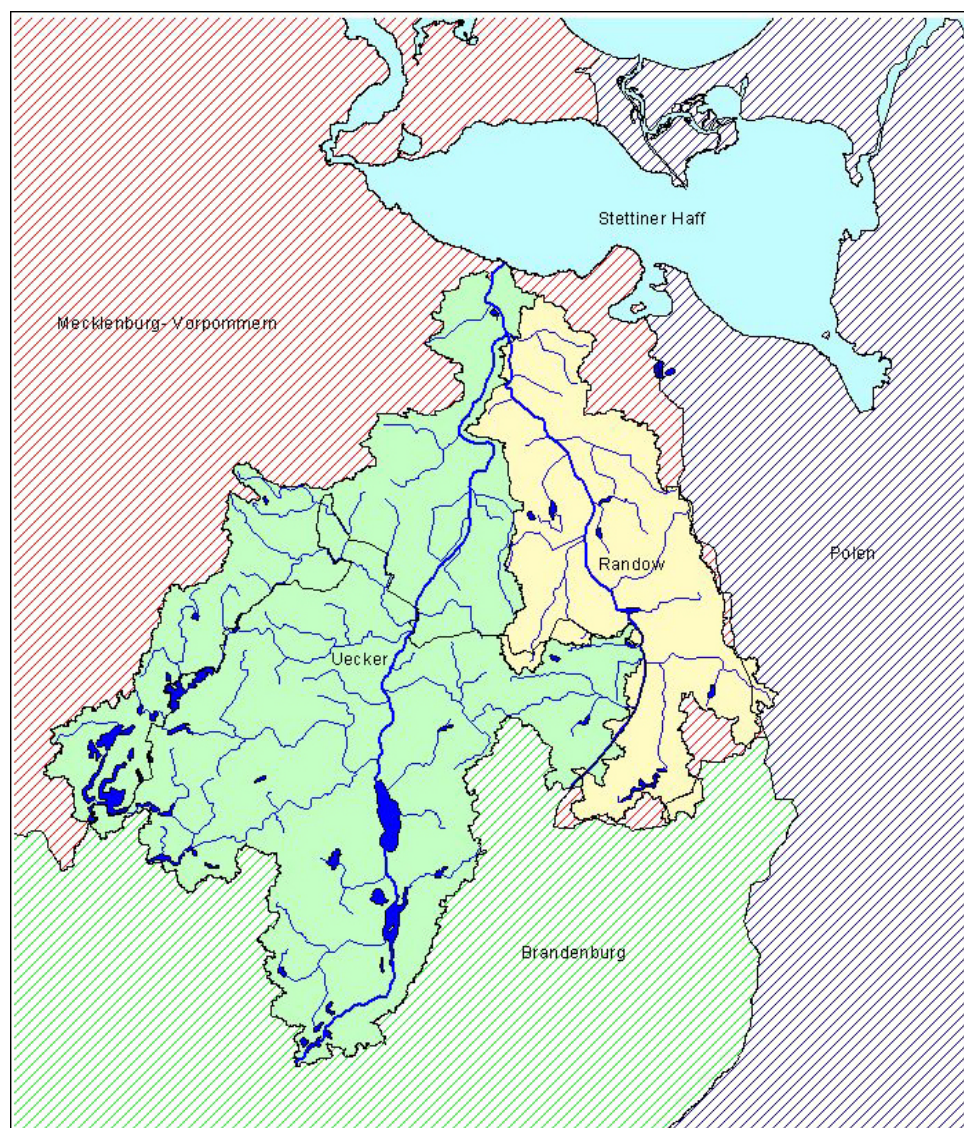 Stettiner Haff
Mecklenburg- Vorpommern
Polen
Randow
Uecker
Brandenburg